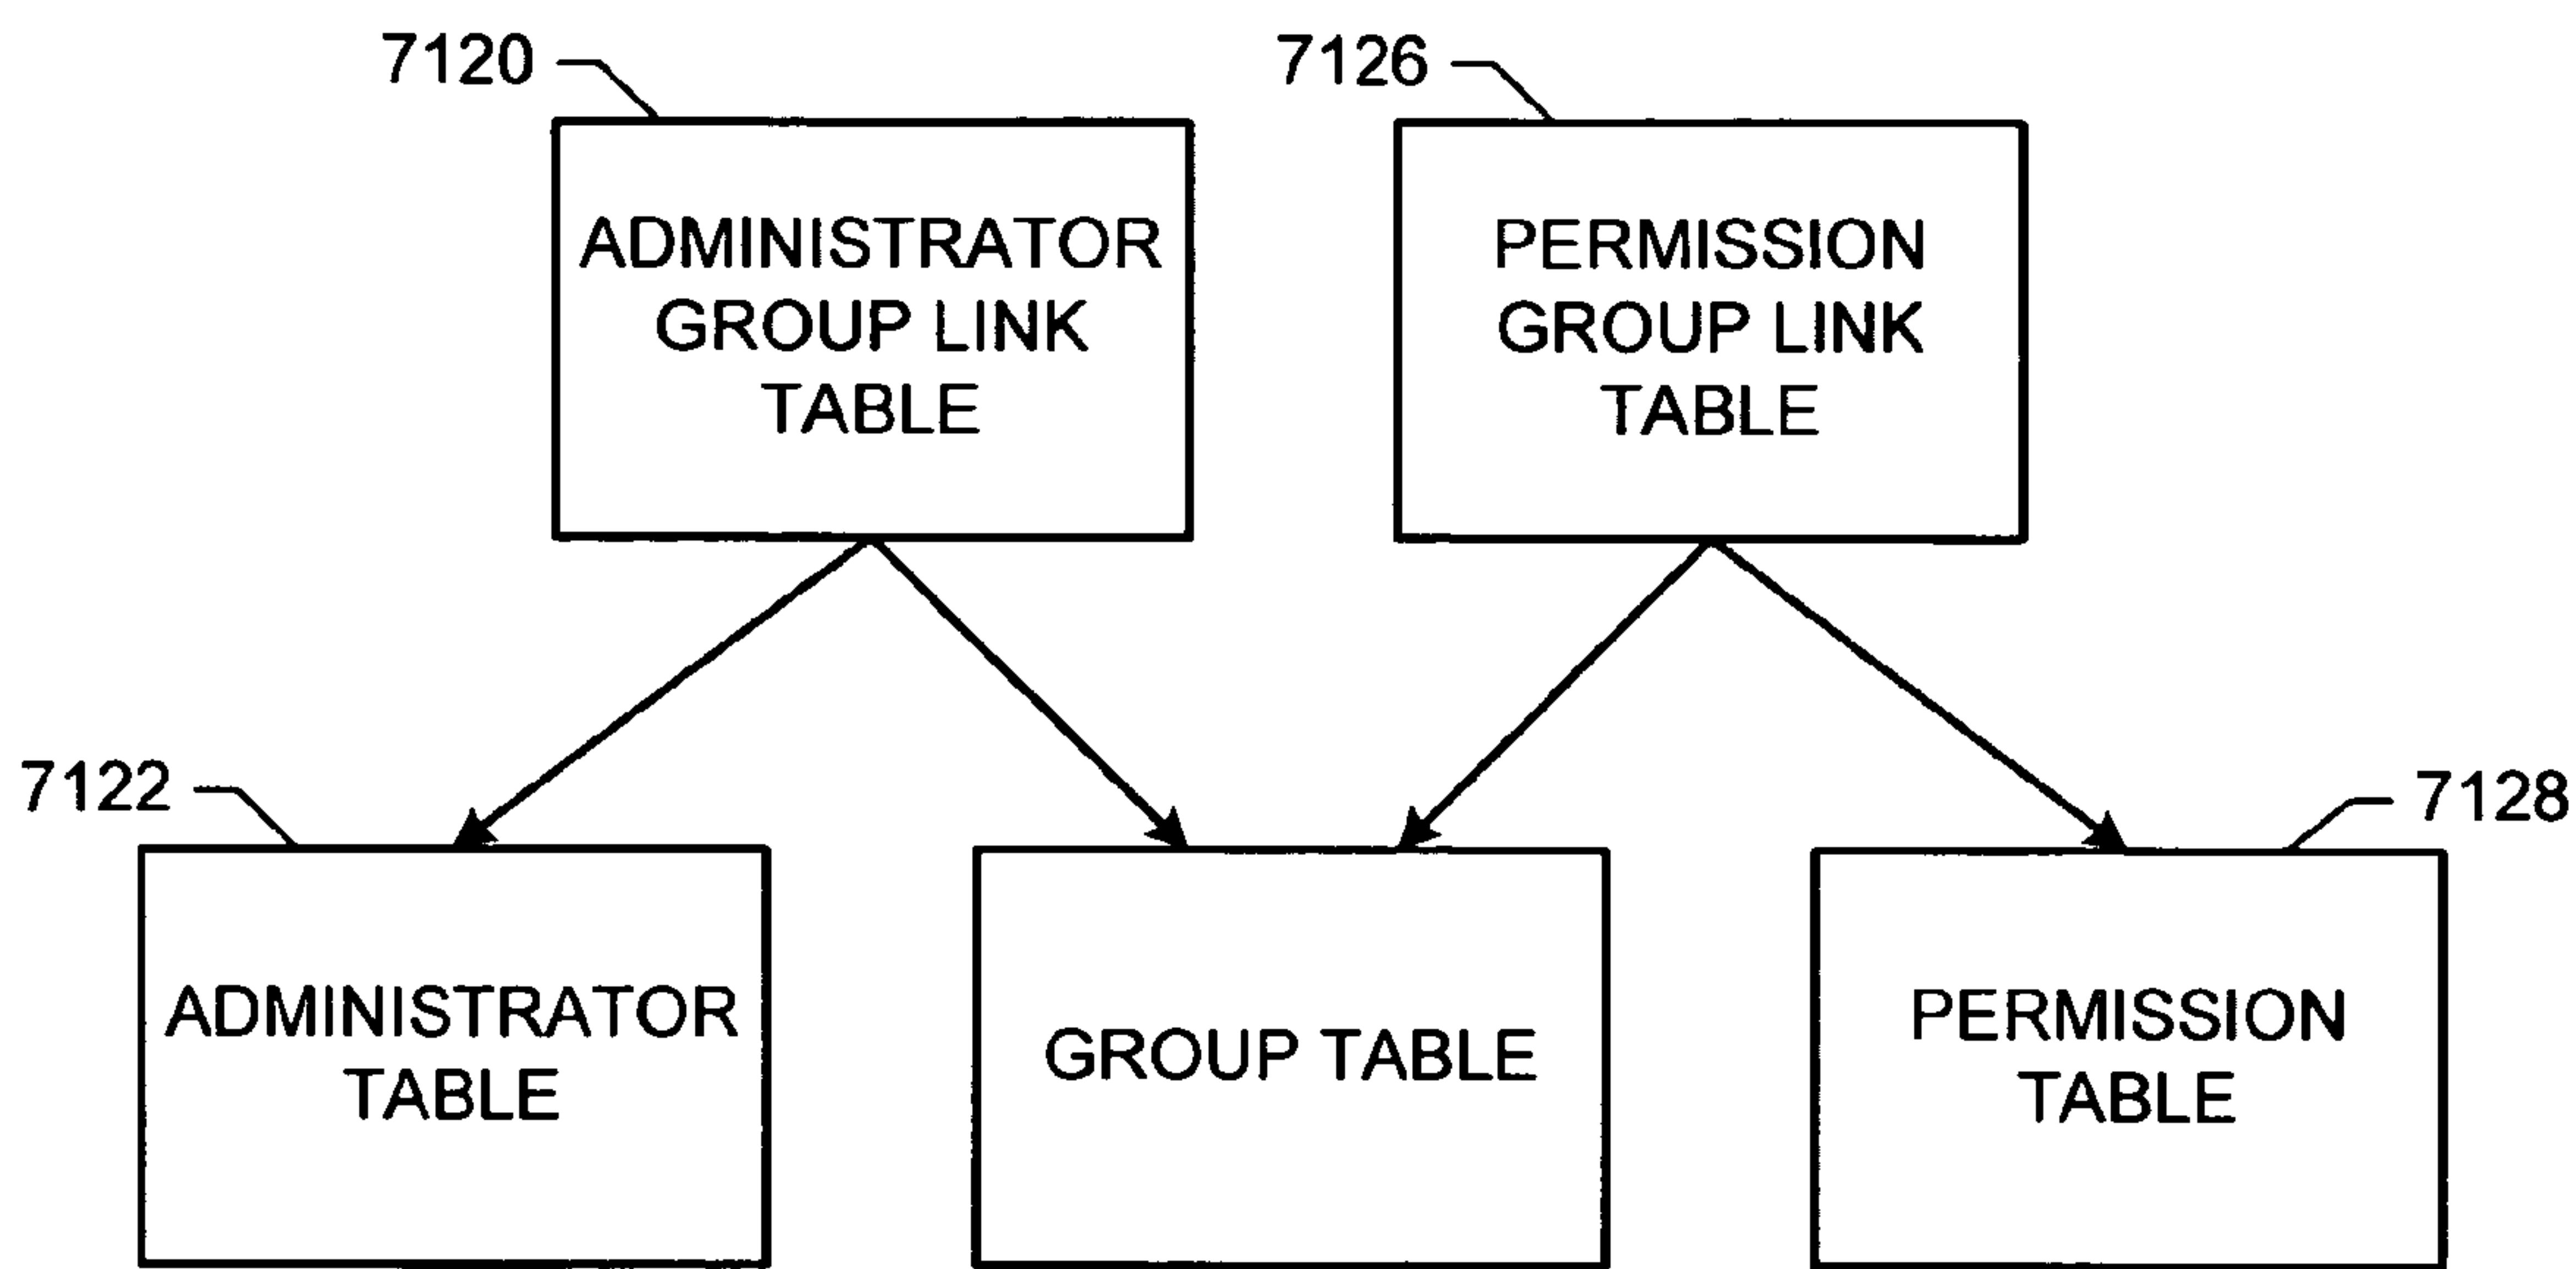 7120
7126
ADMINISTRATOR
GROUP LINK
TABLE
PERMISSION
GROUP LINK
TABLE
7122
7128
ADMINISTRATOR
TABLE
GROUP TABLE
PERMISSION
TABLE